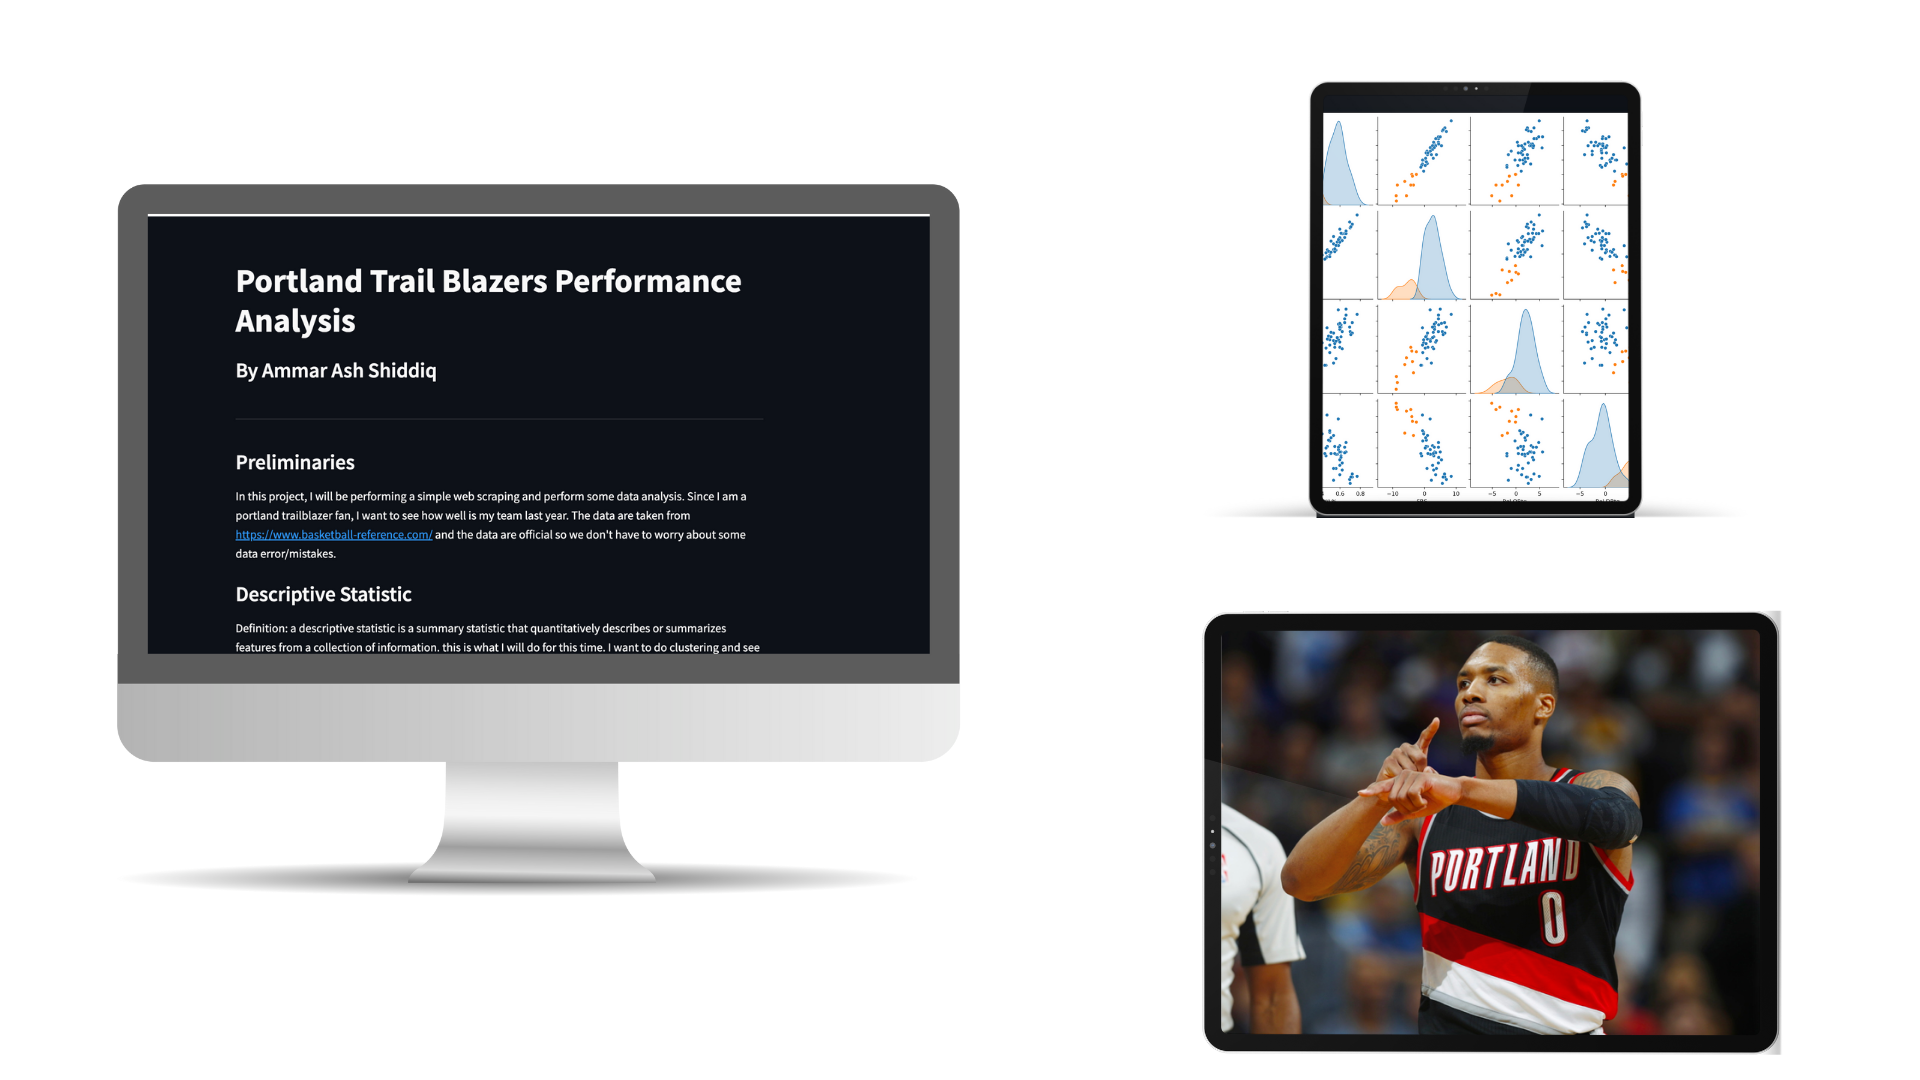 Portland Trail Blazers Performance
Analysis
By Ammar Ash Shiddiq
Preliminaries
In this project, I will be performing a simple web scraping and perform some data analysis. Since I am a
portland trailblazer fan, I want to see how well is my team last year. The data are taken from
https://www.basketball-reference.com/ and the data are official so we don't have to worry about some
data error/mistakes.
Descriptive Statistic
Definition: a descriptive statistic is a summary statistic that quantitatively describes or summarizes
features from a collection of information. this is what I will do for this time. I want to do clustering and see
0.6 0.8 −10 0 10 −5 0 5 −5 0
PORTLAND
0